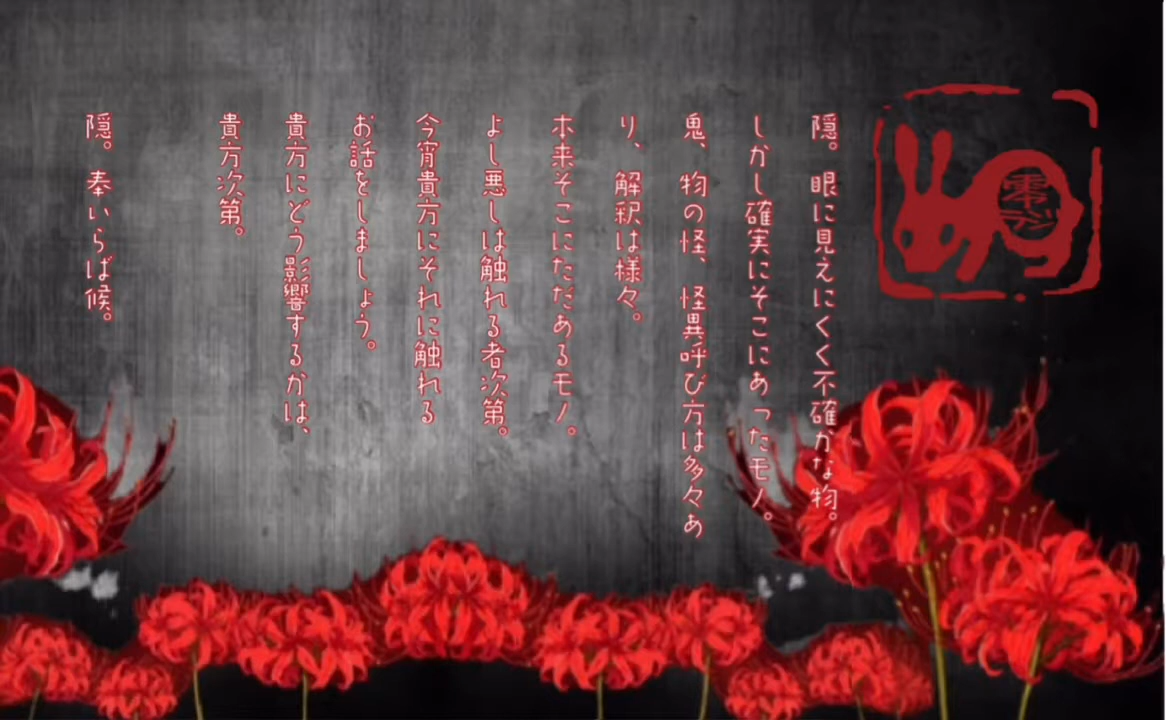 零
ラジ
隠。 眼に見えにくく不確かな物。
しかし確実にそこにあったモノ。
鬼、物の怪、怪異呼び方は多々あ
り、解釈は様々。
本来そこにただあるモノ。
よし悪しは触れる者次第。
今宵貴方にそれに触れる
お話をしましょう。
貴方にどう影響するかは、
貴方次第。
隠。奉いらば候。